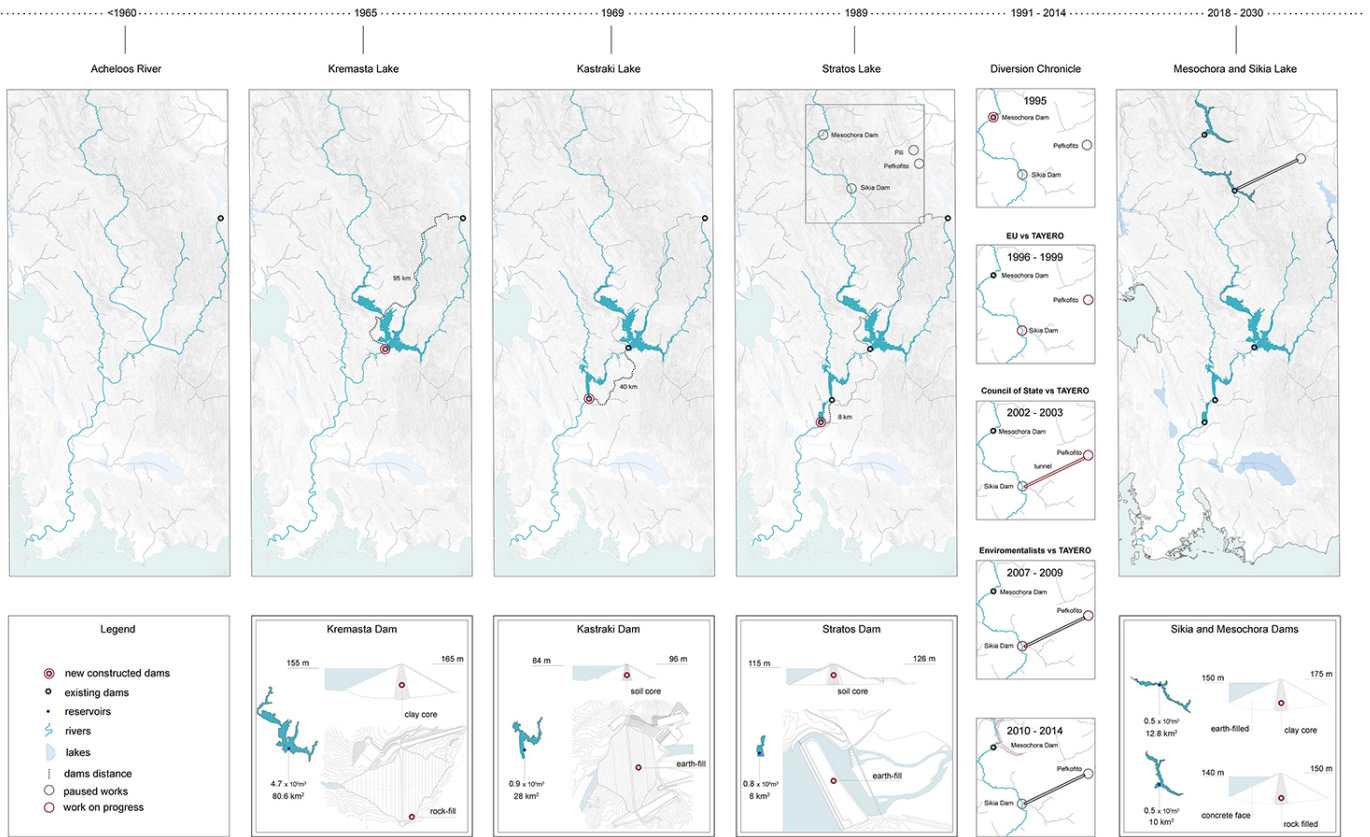 <1960
1965
1969
1989
1991 - 2014
2018 - 2030
Acheloos River
Kremasta Lake
Kastraki Lake
Stratos Lake
Diversion Chronicle
Mesochora and Sikia Lake
95 km
40 km
Mesochora Dam
Pili
Pefkofito
Sikia Dam
8 km
1995
Mesochora Dam
Pefkofito
Sikia Dam
EU vs TAYERO
1996 - 1999
Mesochora Dam
Pefkofito
Sikia Dam
Council of State vs TAYERO
2002 - 2003
Mesochora Dam
Pefkofito
tunnel
Sikia Dam
Enviromentalists vs TAYERO
2007 - 2009
Mesochora Dam
Pefkofito
Sikia Dam
2010 - 2014
Mesochora Dam
Pefkofito
Sikia Dam
Legend
new constructed dams
existing dams
reservoirs
rivers
lakes
dams distance
paused works
work on progress
Kremasta Dam
155 m
165 m
clay core
4.7 x 10⁹m³
80.6 km²
rock-fill
Kastraki Dam
84 m
96 m
soil core
earth-fill
0.9 x 10⁹m³
28 km²
Stratos Dam
115 m
126 m
soil core
earth-fill
0.8 x 10⁹m³
8 km²
Sikia and Mesochora Dams
150 m
175 m
0.5 x 10⁹m³
12.8 km²
earth-filled
clay core
140 m
150 m
0.5 x 10⁹m³
10 km²
concrete face
rock filled